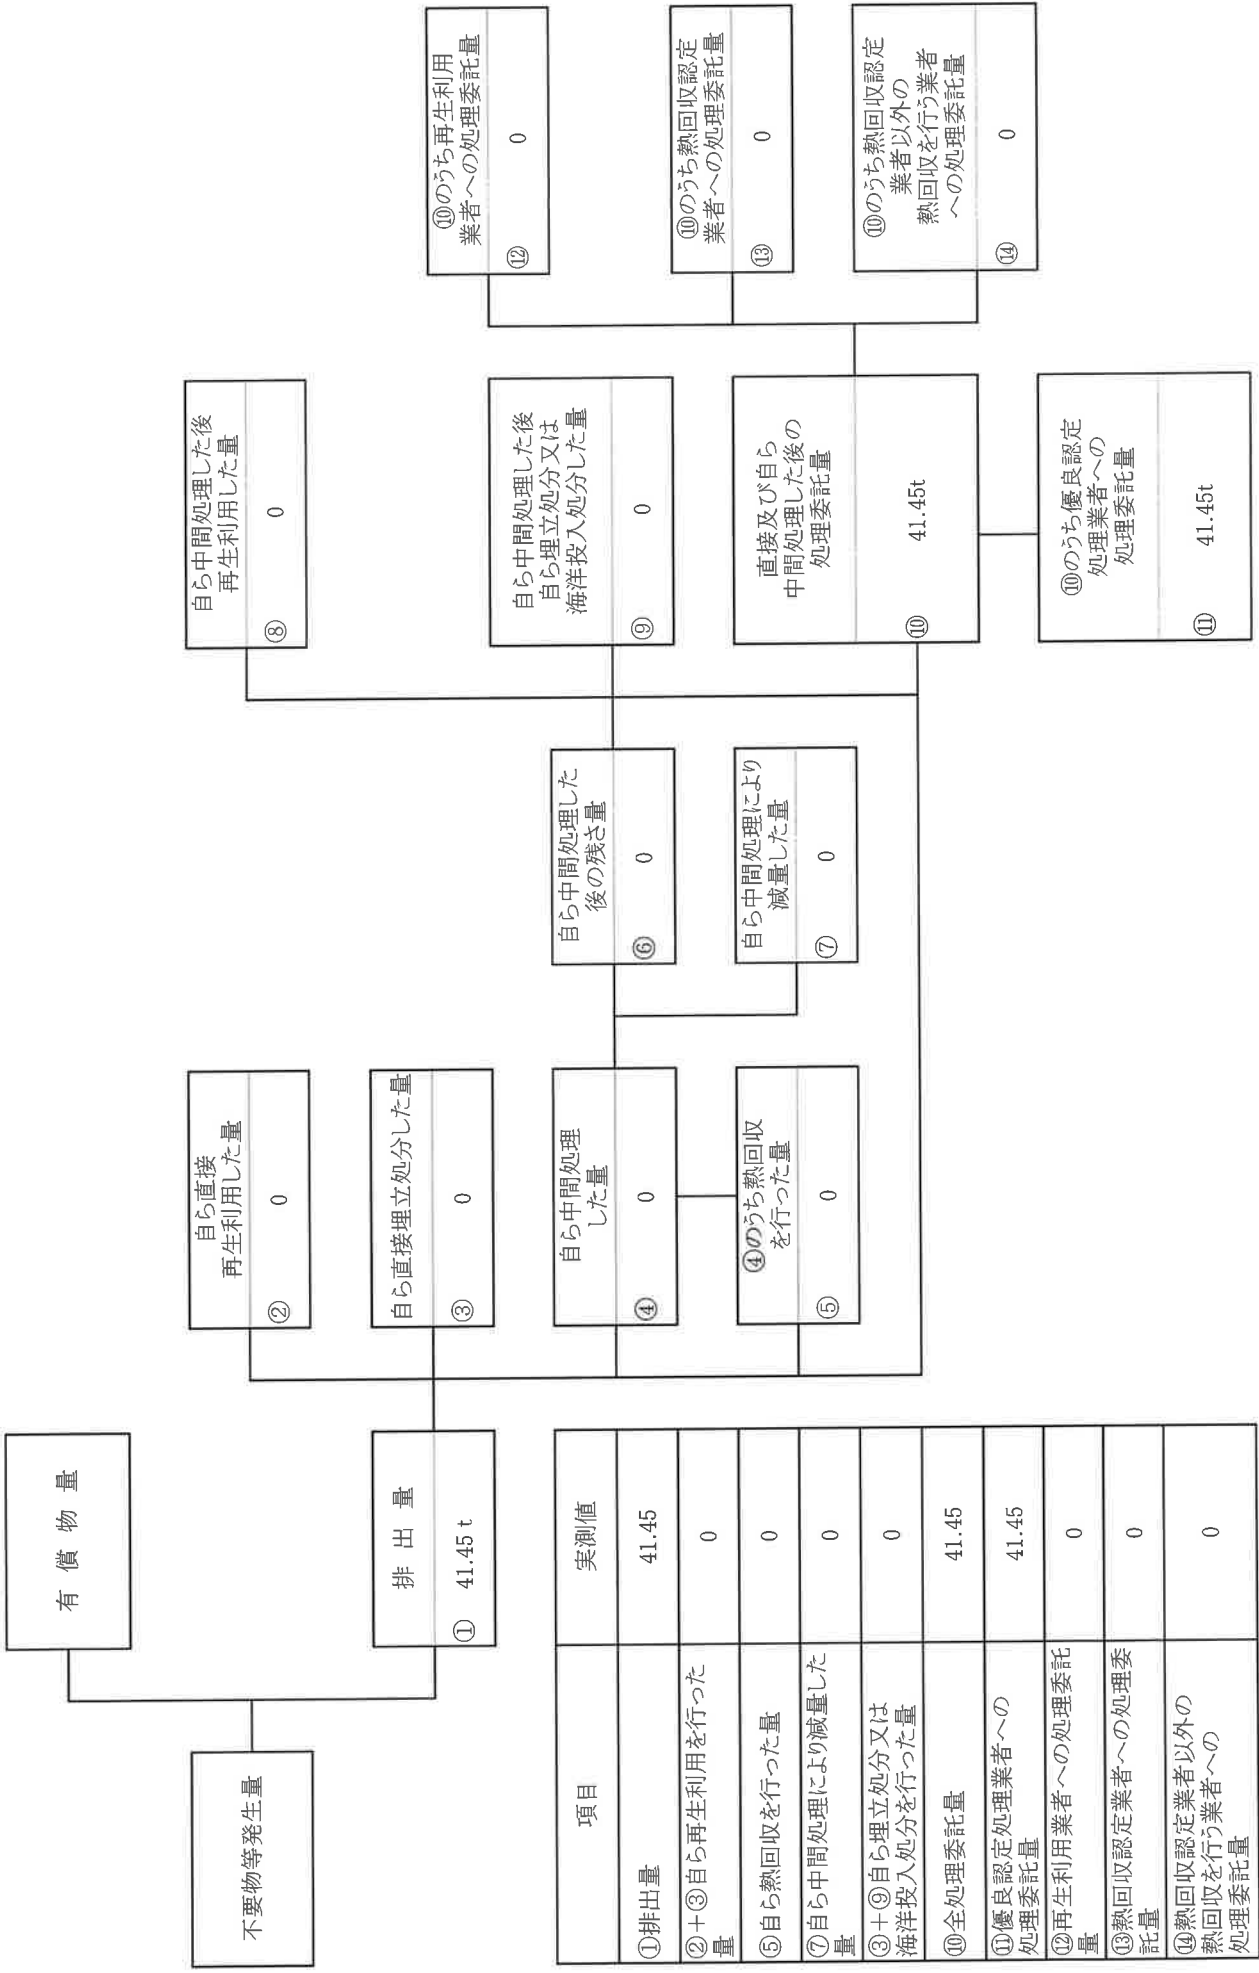 不要物等発生量
有償物量
排出量
① 41.45 t
自ら直接
再生利用した量
② 0
自ら直接埋立処分した量
③ 0
自ら中間処理
した量
④ 0
④のうち熱回収
を行った量
⑤ 0
自ら中間処理した
後の残さ量
⑥ 0
自ら中間処理により
減量した量
⑦ 0
自ら中間処理した後
再生利用した量
⑧ 0
自ら中間処理した後
自ら埋立処分又は
海洋投入処分した量
⑨ 0
直接及び自ら
中間処理した後の
処理委託量
⑩ 41.45t
⑩のうち優良認定
処理業者への
処理委託量
⑪ 41.45t
⑩のうち再生利用
業者への処理委託量
⑫ 0
⑩のうち熱回収認定
業者への処理委託量
⑬ 0
⑩のうち熱回収認定
業者以外の
熱回収を行う業者
への処理委託量
⑭ 0
項目 実測値
①排出量 41.45
②+③自ら再生利用を行った
量 0
⑤自ら熱回収を行った量 0
⑦自ら中間処理により減量した
量 0
③+⑨自ら埋立処分又は
海洋投入処分を行った量 0
⑩全処理委託量 41.45
⑪優良認定処理業者への
処理委託量 41.45
⑫再生利用業者への処理委託
量 0
⑬熱回収認定業者への処理委
託量 0
⑭熱回収認定業者以外の
熱回収を行う業者への
処理委託量 0